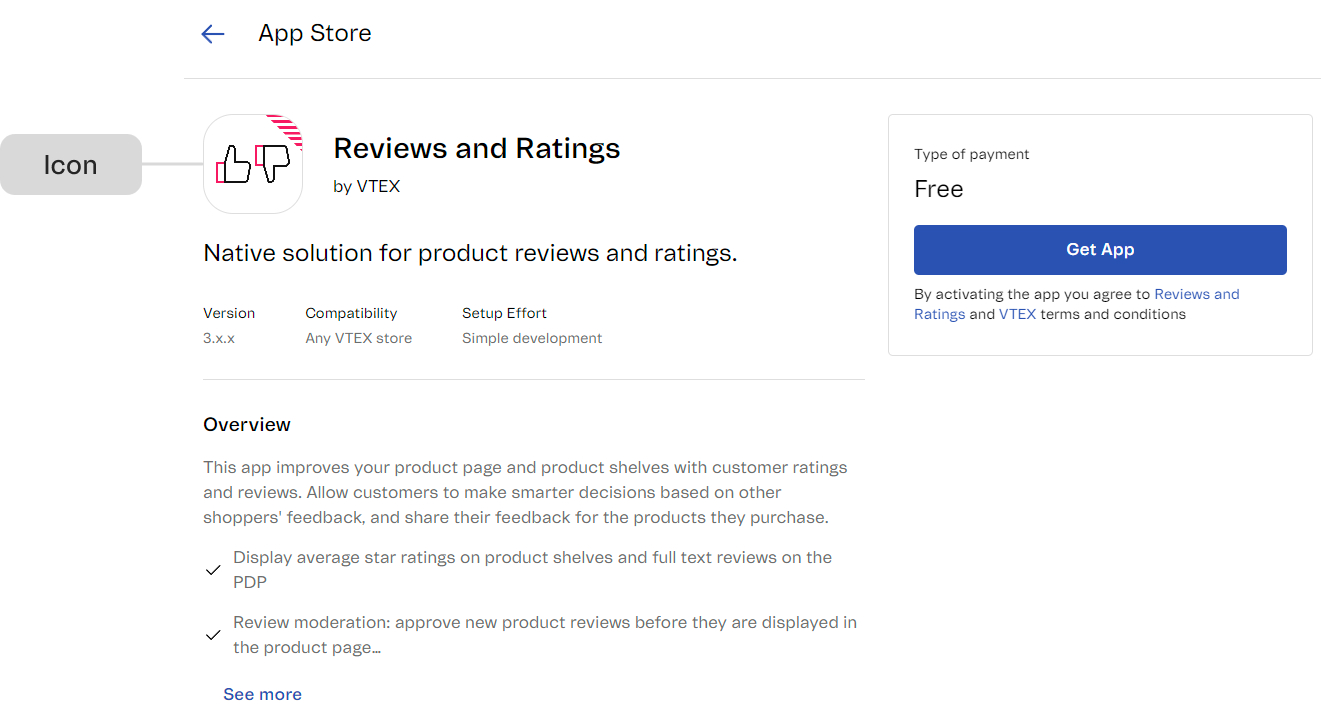 App Store
Icon
Reviews and Ratings
by VTEX
Native solution for product reviews and ratings.
Version
3.x.x
Compatibility
Any VTEX store
Setup Effort
Simple development
Overview
This app improves your product page and product shelves with customer ratings
and reviews. Allow customers to make smarter decisions based on other
shoppers' feedback, and share their feedback for the products they purchase.
Display average star ratings on product shelves and full text reviews on the
PDP
Review moderation: approve new product reviews before they are displayed in
the product page...
See more
Type of payment
Free
Get App
By activating the app you agree to Reviews and
Ratings and VTEX terms and conditions